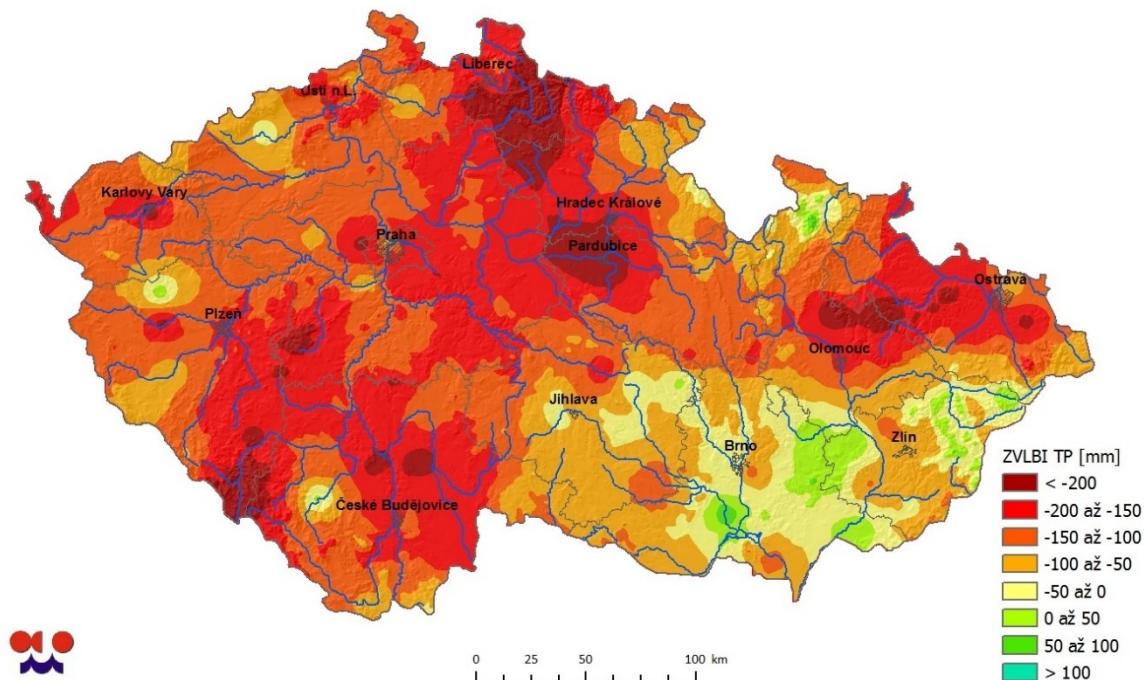 Liberec
Ústí n.L.
Karlovy Vary
Hradec Králové
Praha
Pardubice
Ostrava
Plzeň
Olomouc
Jihlava
Brno
Zlín
České Budějovice
ZVLBI TP [mm]
< -200
-200 až -150
-150 až -100
-100 až -50
-50 až 0
0 až 50
50 až 100
> 100
0 25 50 100 km